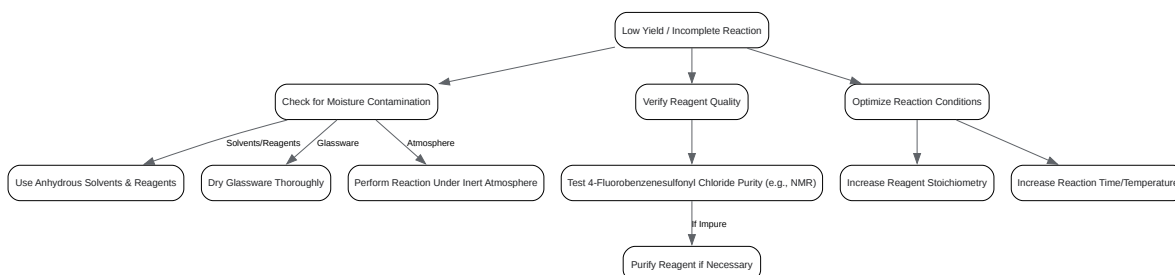 Low Yield / Incomplete Reaction
Check for Moisture Contamination
Verify Reagent Quality
Optimize Reaction Conditions
Solvents/Reagents
Glassware
Atmosphere
Use Anhydrous Solvents & Reagents
Dry Glassware Thoroughly
Perform Reaction Under Inert Atmosphere
Test 4-Fluorobenzenesulfonyl Chloride Purity (e.g., NMR)
Increase Reagent Stoichiometry
Increase Reaction Time/Temperature
If Impure
Purify Reagent if Necessary